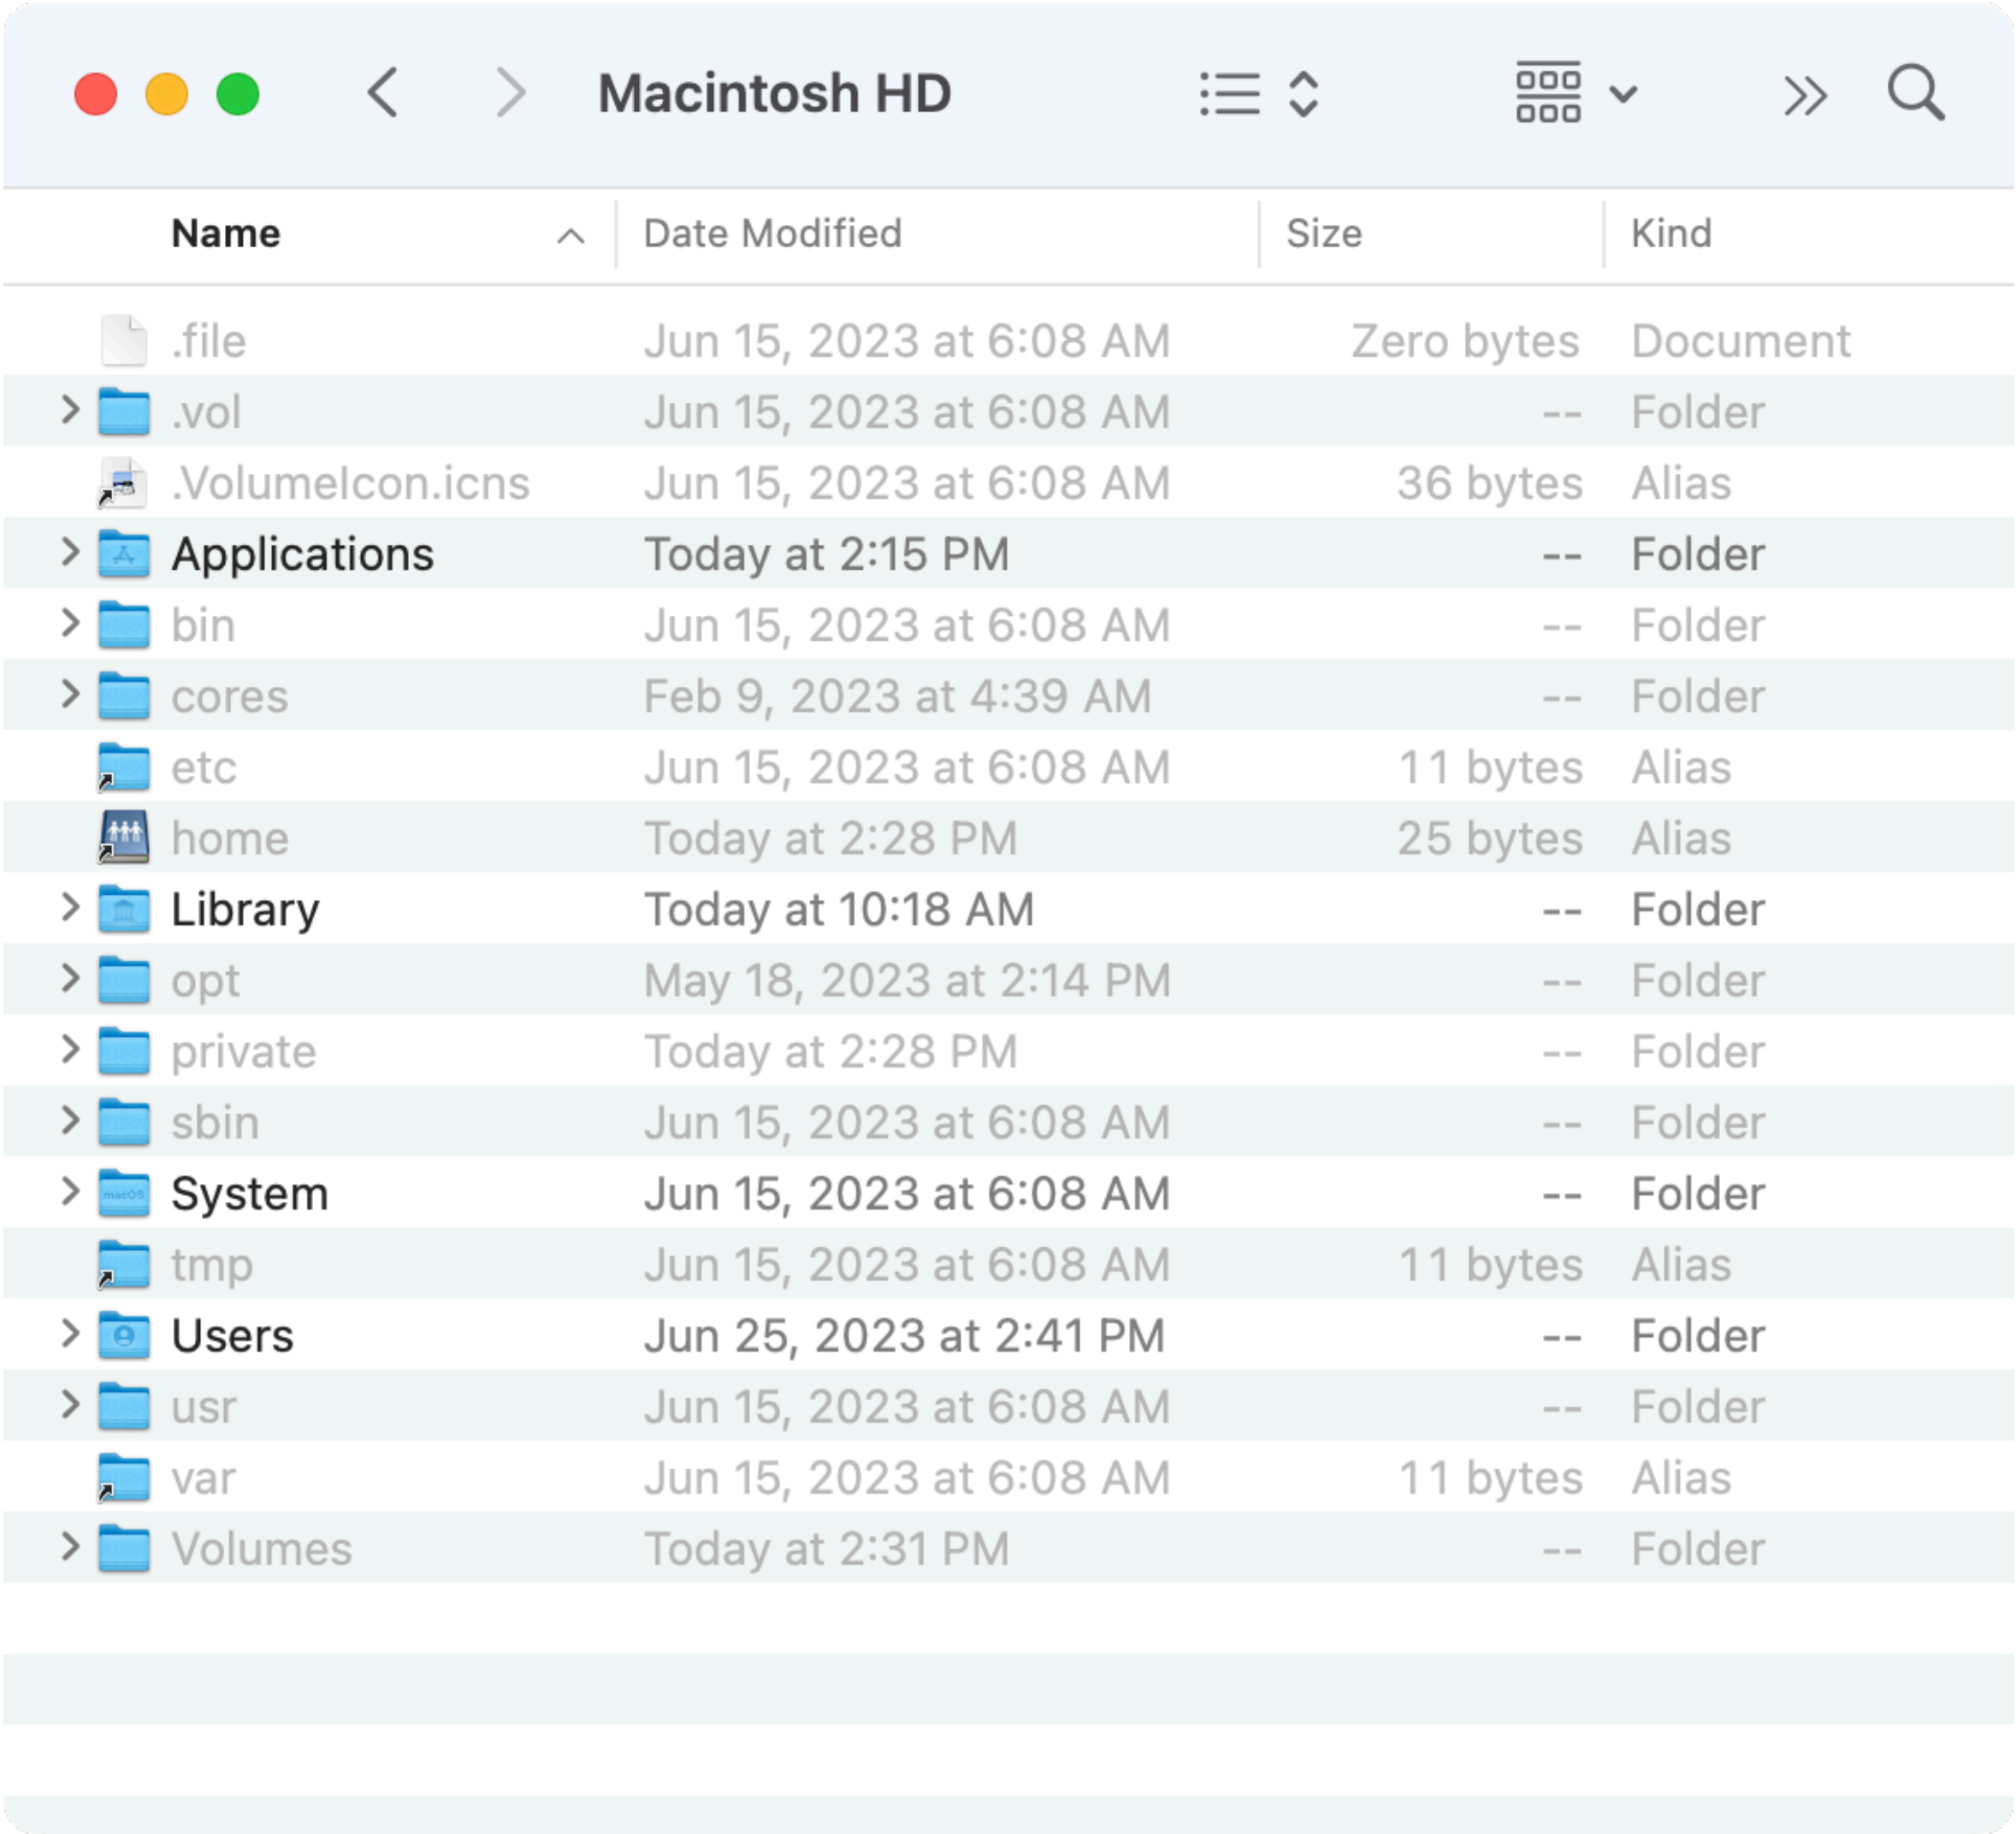 Macintosh HD
Name Date Modified Size Kind
.file Jun 15, 2023 at 6:08 AM Zero bytes Document
.vol Jun 15, 2023 at 6:08 AM -- Folder
.VolumeIcon.icns Jun 15, 2023 at 6:08 AM 36 bytes Alias
Applications Today at 2:15 PM -- Folder
bin Jun 15, 2023 at 6:08 AM -- Folder
cores Feb 9, 2023 at 4:39 AM -- Folder
etc Jun 15, 2023 at 6:08 AM 11 bytes Alias
home Today at 2:28 PM 25 bytes Alias
Library Today at 10:18 AM -- Folder
opt May 18, 2023 at 2:14 PM -- Folder
private Today at 2:28 PM -- Folder
sbin Jun 15, 2023 at 6:08 AM -- Folder
macOS System Jun 15, 2023 at 6:08 AM -- Folder
tmp Jun 15, 2023 at 6:08 AM 11 bytes Alias
Users Jun 25, 2023 at 2:41 PM -- Folder
usr Jun 15, 2023 at 6:08 AM -- Folder
var Jun 15, 2023 at 6:08 AM 11 bytes Alias
Volumes Today at 2:31 PM -- Folder